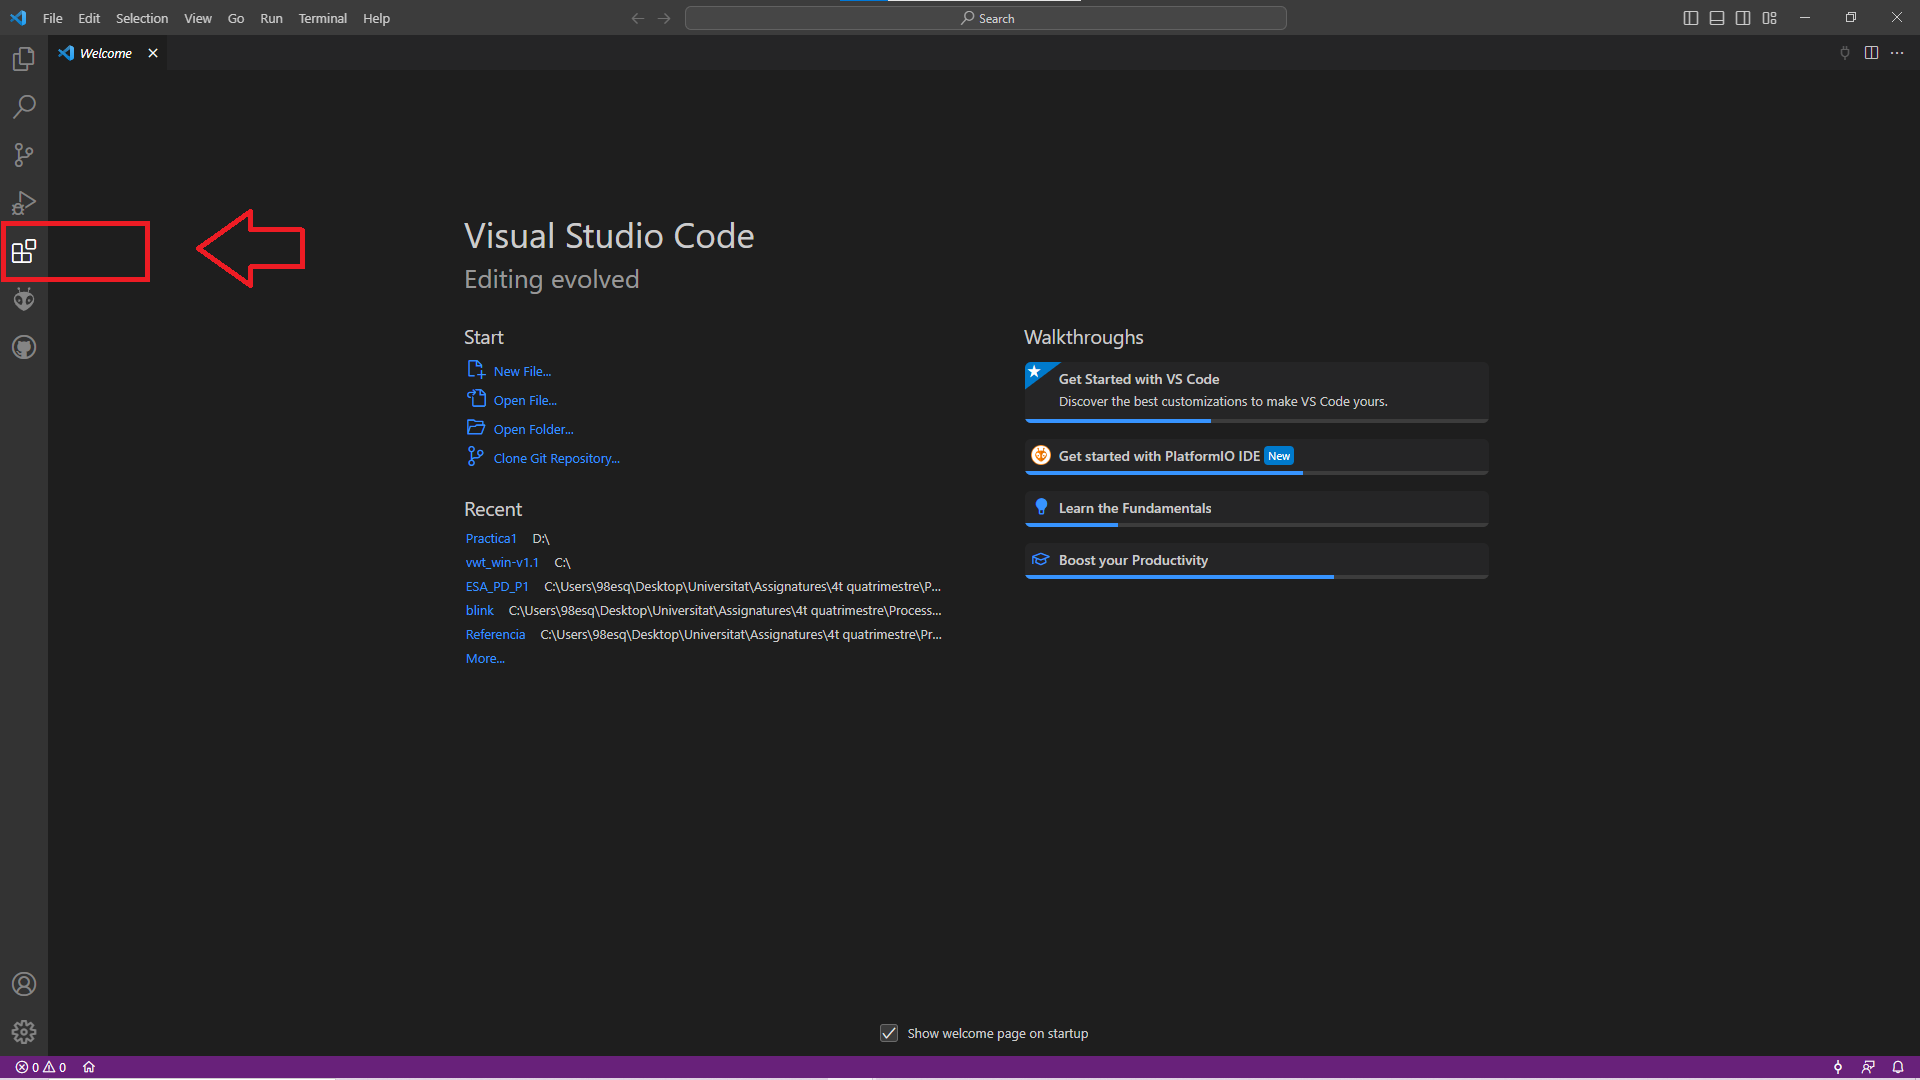 File Edit Selection View Go Run Terminal Help
Search
Welcome
Visual Studio Code
Editing evolved
Start
New File...
Open File...
Open Folder...
Clone Git Repository...
Recent
Practica1 D:\
vwt_win-v1.1 C:\
ESA_PD_P1 C:\Users\98esq\Desktop\Universitat\Assignatures\4t quatrimestre\P...
blink C:\Users\98esq\Desktop\Universitat\Assignatures\4t quatrimestre\Process...
Referencia C:\Users\98esq\Desktop\Universitat\Assignatures\4t quatrimestre\Pr...
More...
Walkthroughs
Get Started with VS Code
Discover the best customizations to make VS Code yours.
Get started with PlatformIO IDE New
Learn the Fundamentals
Boost your Productivity
Show welcome page on startup
0 0